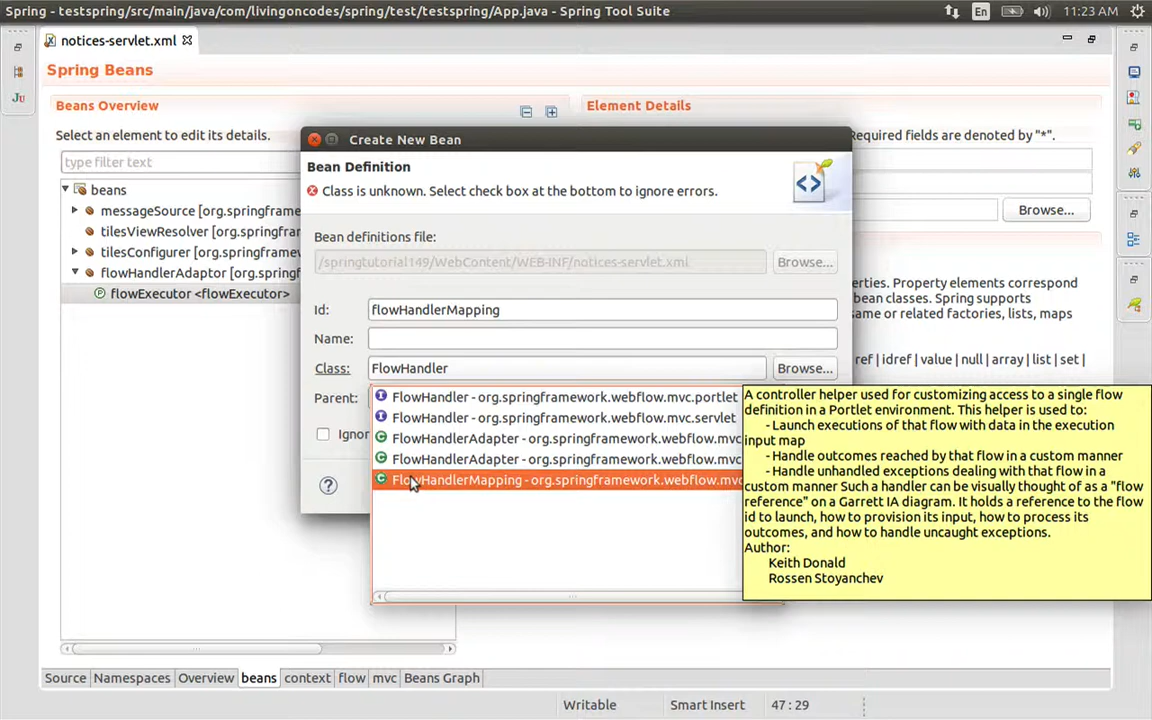 Spring - testspring/src/main/java/com/livingoncodes/spring/test/testspring/App.java - Spring Tool Suite
En
11:23 AM
notices-servlet.xml
Spring Beans
Beans Overview
Element Details
Select an element to edit its details.
Required fields are denoted by "*".
type filter text
beans
messageSource [org.springframe
tilesViewResolver [org.springfra
tilesConfigurer [org.springframew
flowHandlerAdaptor [org.springf
flowExecutor <flowExecutor>
Browse...
erties. Property elements correspond
bean classes. Spring supports
same or related factories, lists, maps
ref | idref | value | null | array | list | set |
Create New Bean
Bean Definition
Class is unknown. Select check box at the bottom to ignore errors.
Bean definitions file:
/springtutorial149/WebContent/WEB-INF/notices-servlet.xml
Browse...
Id:
flowHandlerMapping
Name:
Class:
FlowHandler
Browse...
Parent:
Ignor
FlowHandler - org.springframework.webflow.mvc.portlet
FlowHandler - org.springframework.webflow.mvc.servlet
FlowHandlerAdapter - org.springframework.webflow.mvc
FlowHandlerAdapter - org.springframework.webflow.mvc
FlowHandlerMapping - org.springframework.webflow.mvc
A controller helper used for customizing access to a single flow
definition in a Portlet environment. This helper is used to:
- Launch executions of that flow with data in the execution
input map
- Handle outcomes reached by that flow in a custom manner
- Handle unhandled exceptions dealing with that flow in a
custom manner Such a handler can be visually thought of as a "flow
reference" on a Garrett IA diagram. It holds a reference to the flow
id to launch, how to provision its input, how to process its
outcomes, and how to handle uncaught exceptions.
Author:
Keith Donald
Rossen Stoyanchev
Source
Namespaces
Overview
beans
context
flow
mvc
Beans Graph
Writable
Smart Insert
47 : 29